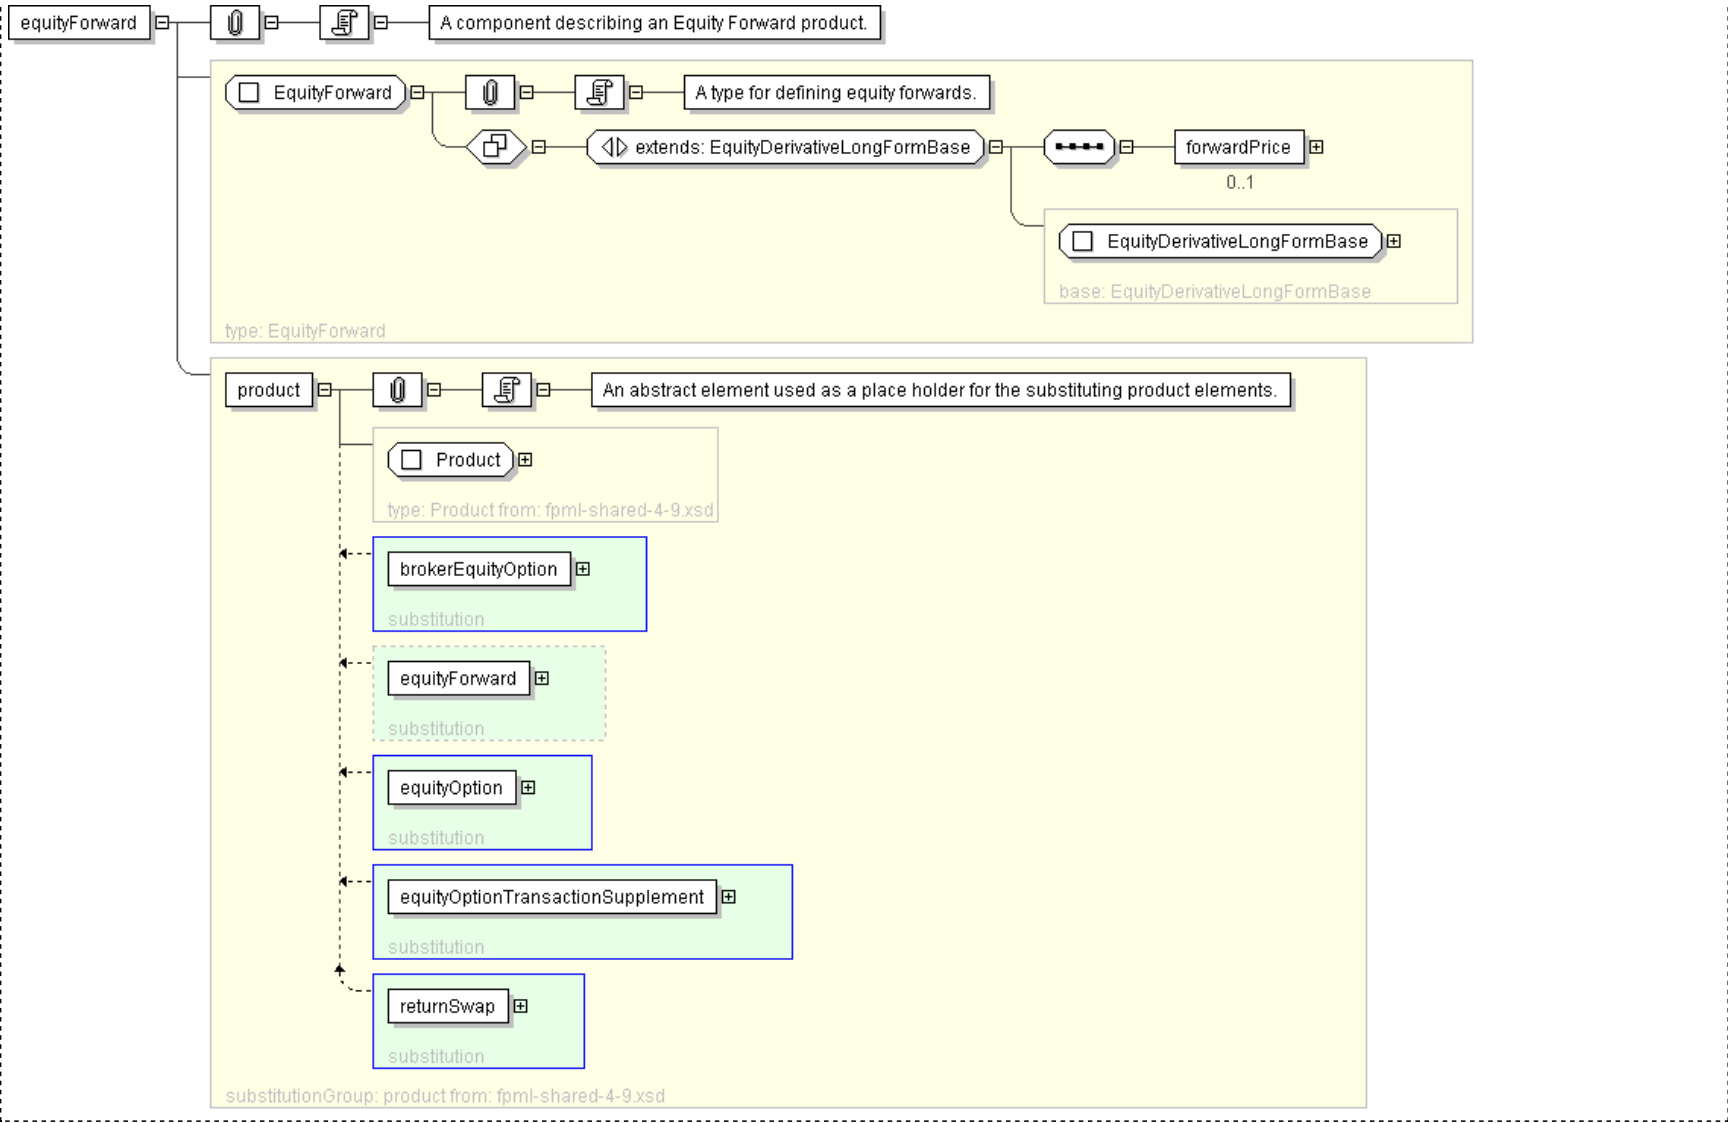 equityForward
A component describing an Equity Forward product.
EquityForward
A type for defining equity forwards.
extends: EquityDerivativeLongFormBase
forwardPrice
0..1
EquityDerivativeLongFormBase
base: EquityDerivativeLongFormBase
type: EquityForward
product
An abstract element used as a place holder for the substituting product elements.
Product
type: Product from: fpml-shared-4-9.xsd
brokerEquityOption
substitution
equityForward
substitution
equityOption
substitution
equityOptionTransactionSupplement
substitution
returnSwap
substitution
substitutionGroup: product from: fpml-shared-4-9.xsd